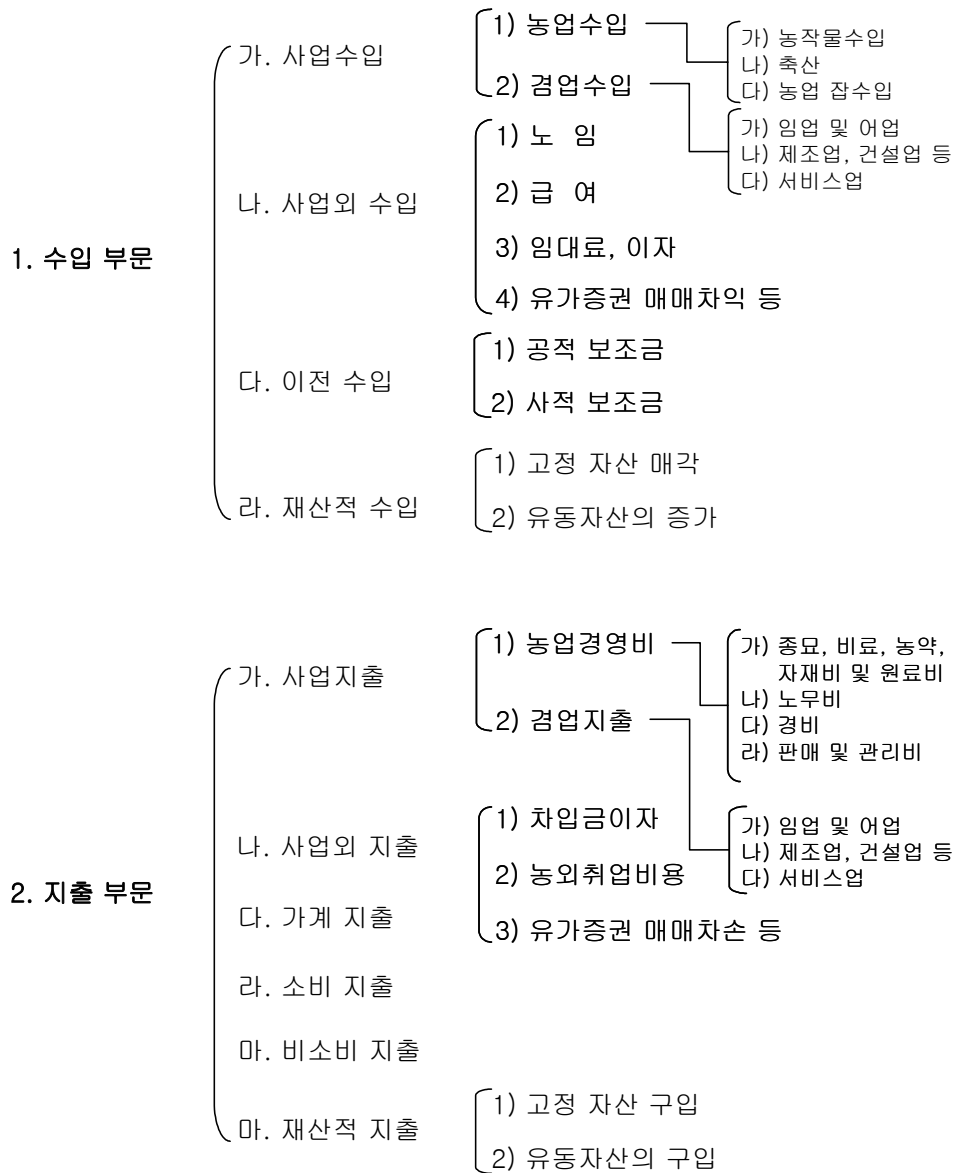 1. 수입 부문
가. 사업수입
1) 농업수입
가) 농작물수입
나) 축산
다) 농업 잡수입
2) 겸업수입
가) 임업 및 어업
나) 제조업, 건설업 등
다) 서비스업
나. 사업외 수입
1) 노 임
2) 급 여
3) 임대료, 이자
4) 유가증권 매매차익 등
다. 이전 수입
1) 공적 보조금
2) 사적 보조금
라. 재산적 수입
1) 고정 자산 매각
2) 유동자산의 증가
2. 지출 부문
가. 사업지출
1) 농업경영비
가) 종묘, 비료, 농약,
자재비 및 원료비
나) 노무비
다) 경비
라) 판매 및 관리비
2) 겸업지출
가) 임업 및 어업
나) 제조업, 건설업 등
다) 서비스업
나. 사업외 지출
1) 차입금이자
2) 농외취업비용
3) 유가증권 매매차손 등
다. 가계 지출
라. 소비 지출
마. 비소비 지출
마. 재산적 지출
1) 고정 자산 구입
2) 유동자산의 구입